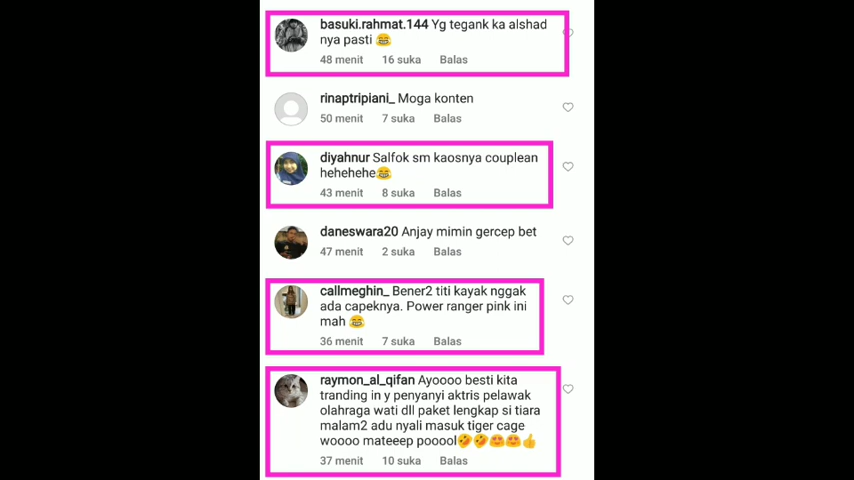 basuki.rahmat.144 Yg tegank ka alshad
nya pasti 😂
48 menit 16 suka Balas
rinaptripiani_ Moga konten
50 menit 7 suka Balas
diyahnur Salfok sm kaosnya couplean
hehehehe😂
43 menit 8 suka Balas
daneswara20 Anjay mimin gercep bet
47 menit 2 suka Balas
callmeghin_ Bener2 titi kayak nggak
ada capeknya. Power ranger pink ini
mah 😂
36 menit 7 suka Balas
raymon_al_qifan Ayoooo besti kita
tranding in y penyanyi aktris pelawak
olahraga wati dll paket lengkap si tiara
malam2 adu nyali masuk tiger cage
woooo mateeep pooool🤣🤣😍😍👍
37 menit 10 suka Balas